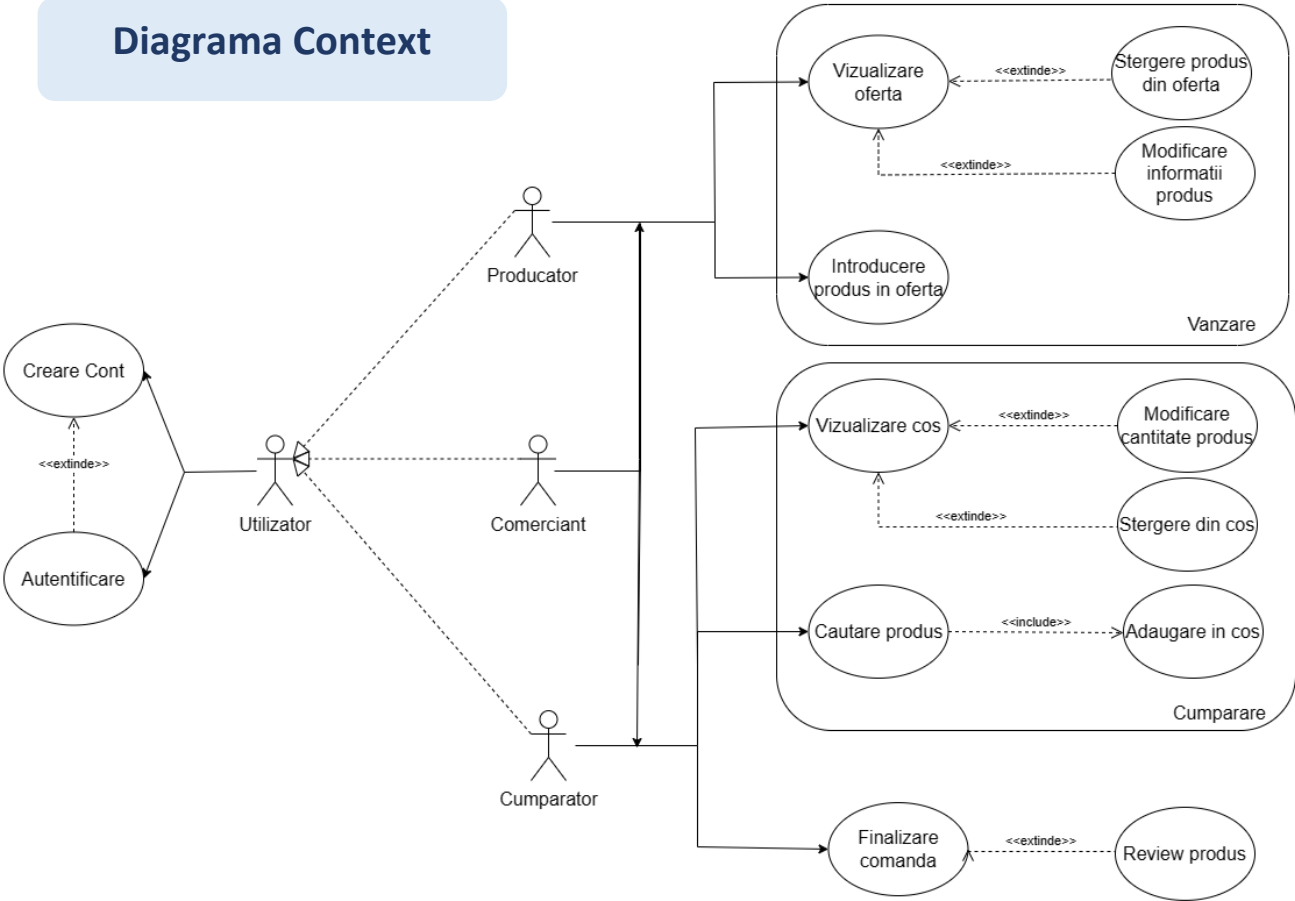 Diagrama Context
Vizualizare
oferta
<<extinde>>
Stergere produs
din oferta
<<extinde>>
Modificare
informatii
produs
Producator
Introducere
produs in oferta
Vanzare
Creare Cont
<<extinde>>
Autentificare
Utilizator
Comerciant
Vizualizare cos
<<extinde>>
Modificare
cantitate produs
<<extinde>>
Stergere din cos
Cautare produs
<<include>>
Adaugare in cos
Cumparare
Cumparator
Finalizare
comanda
<<extinde>>
Review produs